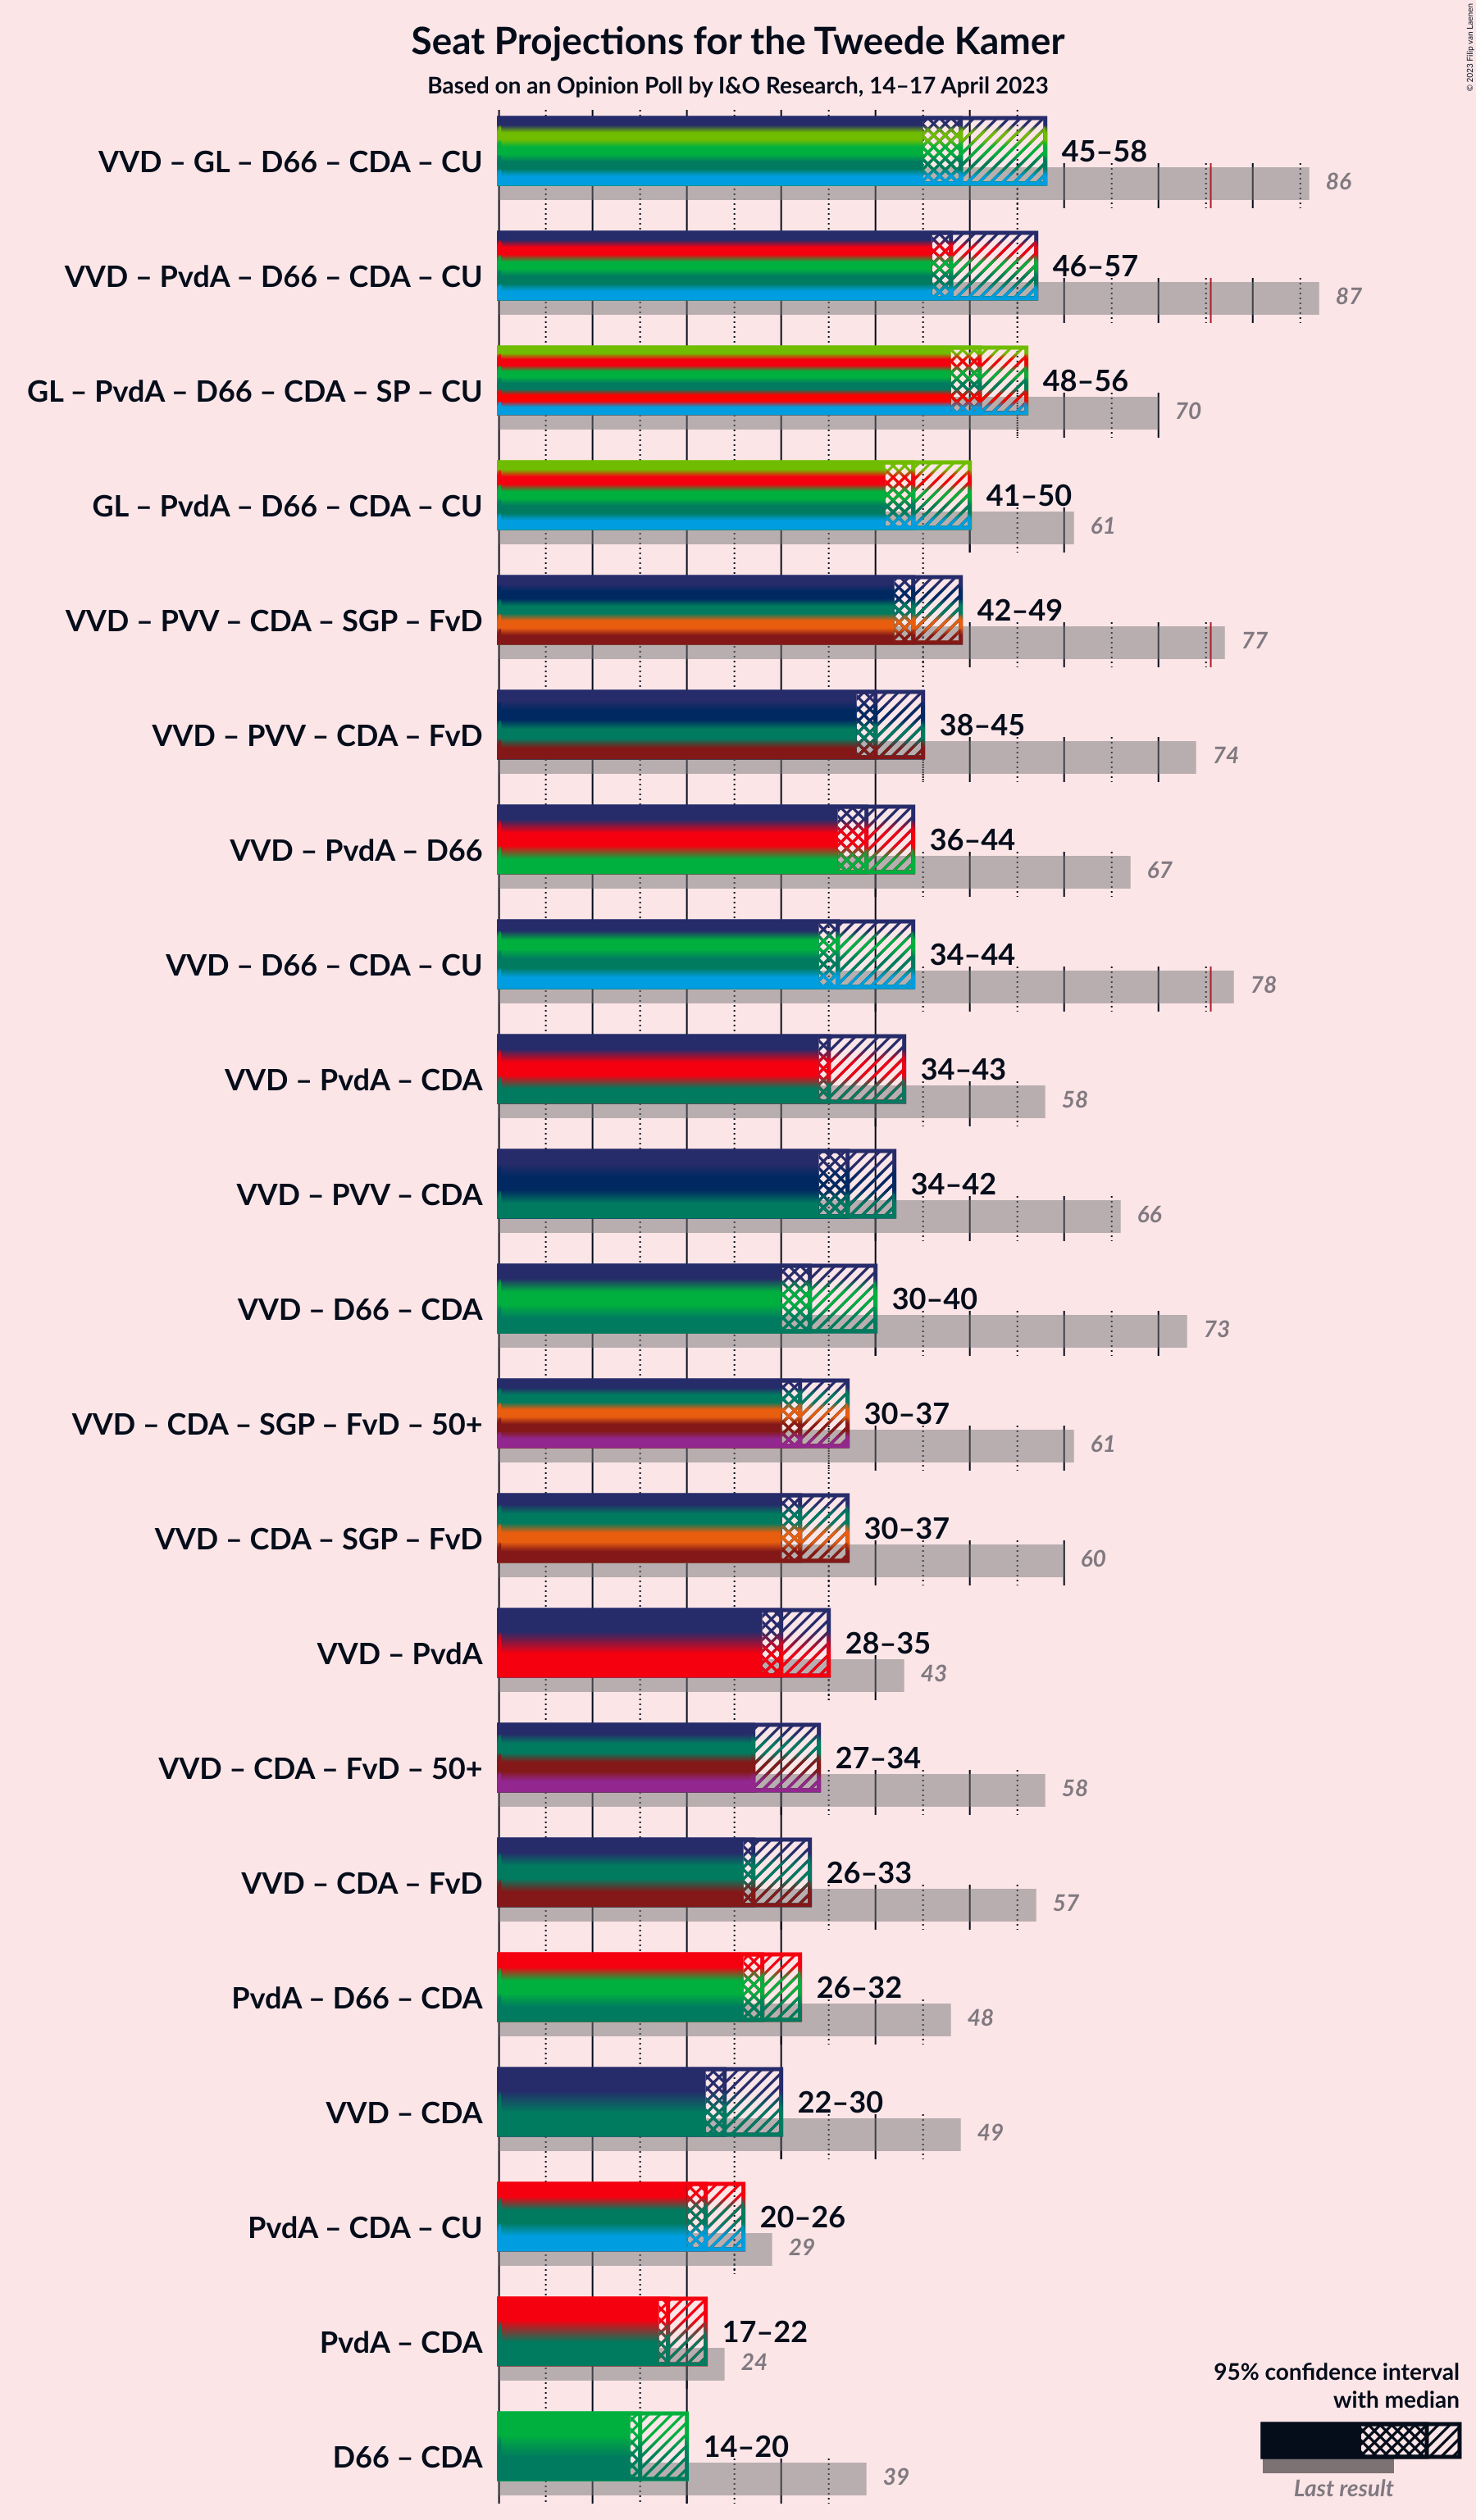 Seat Projections for the Tweede Kamer
Based on an Opinion Poll by I&O Research, 14–17 April 2023
© 2023 Filip van Laenen
VVD – GL – D66 – CDA – CU
45–58
86
VVD – PvdA – D66 – CDA – CU
46–57
87
GL – PvdA – D66 – CDA – SP – CU
48–56
70
GL – PvdA – D66 – CDA – CU
41–50
61
VVD – PVV – CDA – SGP – FvD
42–49
77
VVD – PVV – CDA – FvD
38–45
74
VVD – PvdA – D66
36–44
67
VVD – D66 – CDA – CU
34–44
78
VVD – PvdA – CDA
34–43
58
VVD – PVV – CDA
34–42
66
VVD – D66 – CDA
30–40
73
VVD – CDA – SGP – FvD – 50+
30–37
61
VVD – CDA – SGP – FvD
30–37
60
VVD – PvdA
28–35
43
VVD – CDA – FvD – 50+
27–34
58
VVD – CDA – FvD
26–33
57
PvdA – D66 – CDA
26–32
48
VVD – CDA
22–30
49
PvdA – CDA – CU
20–26
29
PvdA – CDA
17–22
24
D66 – CDA
14–20
39
95% confidence interval
with median
Last result